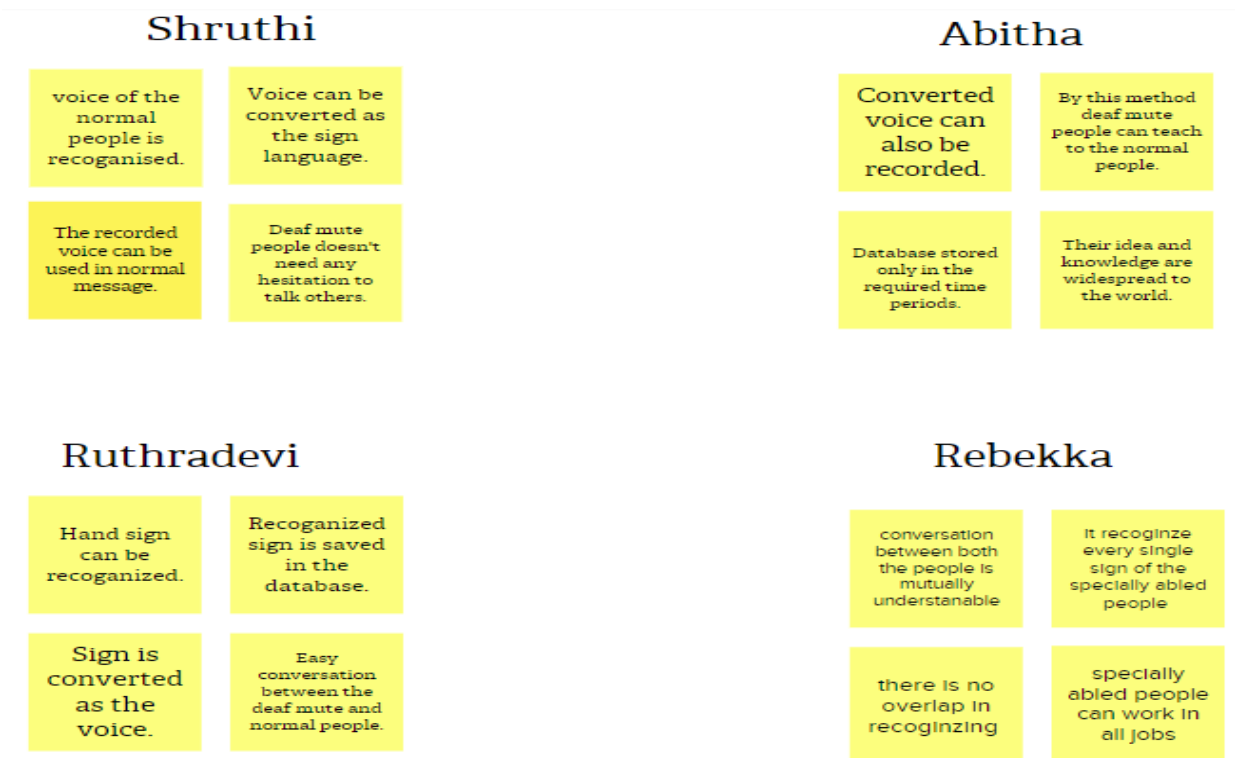 Shruthi
voice of the
normal
people is
recoganised.
Voice can be
converted as
the sign
language.
The recorded
voice can be
used in normal
message.
Deaf mute
people doesn't
need any
hesitation to
talk others.
Abitha
Converted
voice can
also be
recorded.
By this method
deaf mute
people can teach
to the normal
people.
Database stored
only in the
required time
periods.
Their idea and
knowledge are
widespread to
the world.
Ruthradevi
Hand sign
can be
recoganized.
Recoganized
sign is saved
in the
database.
Sign is
converted
as the
voice.
Easy
conversation
between the
deaf mute and
normal people.
Rebekka
conversation
between both
the people is
mutually
understanable
it recoginze
every single
sign of the
specially abled
people
there is no
overlap in
recoginzing
specially
abled people
can work in
all jobs